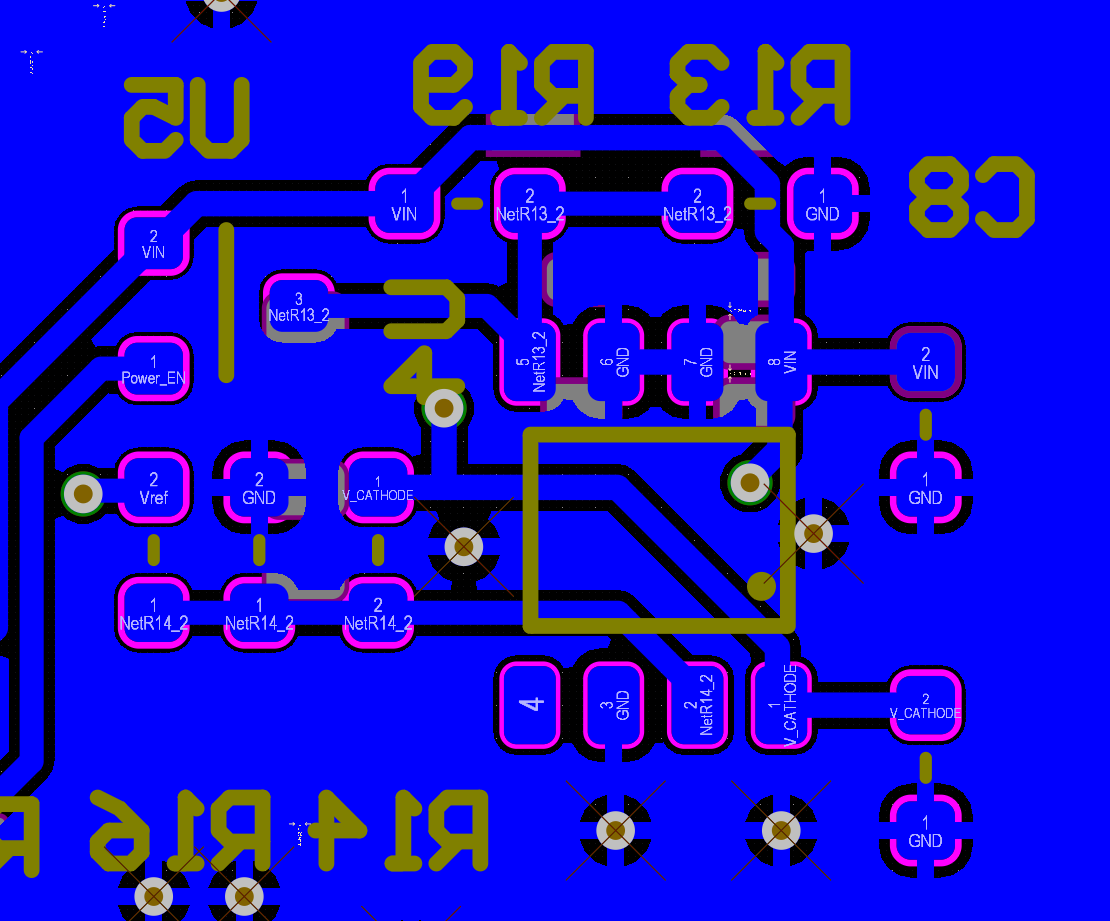 R19 R13
U5
C8
1 VIN
2 NetR13_2
2 NetR13_2
1 GND
2 VIN
3 NetR13_2
U4
5 NetR13_2
6 GND
7 GND
8 VIN
2 VIN
1 Power_EN
2 Vref
2 GND
1 V_CATHODE
1 GND
1 NetR14_2
1 NetR14_2
2 NetR14_2
4
3 GND
2 NetR14_2
1 V_CATHODE
2 V_CATHODE
1 GND
R R16 R14